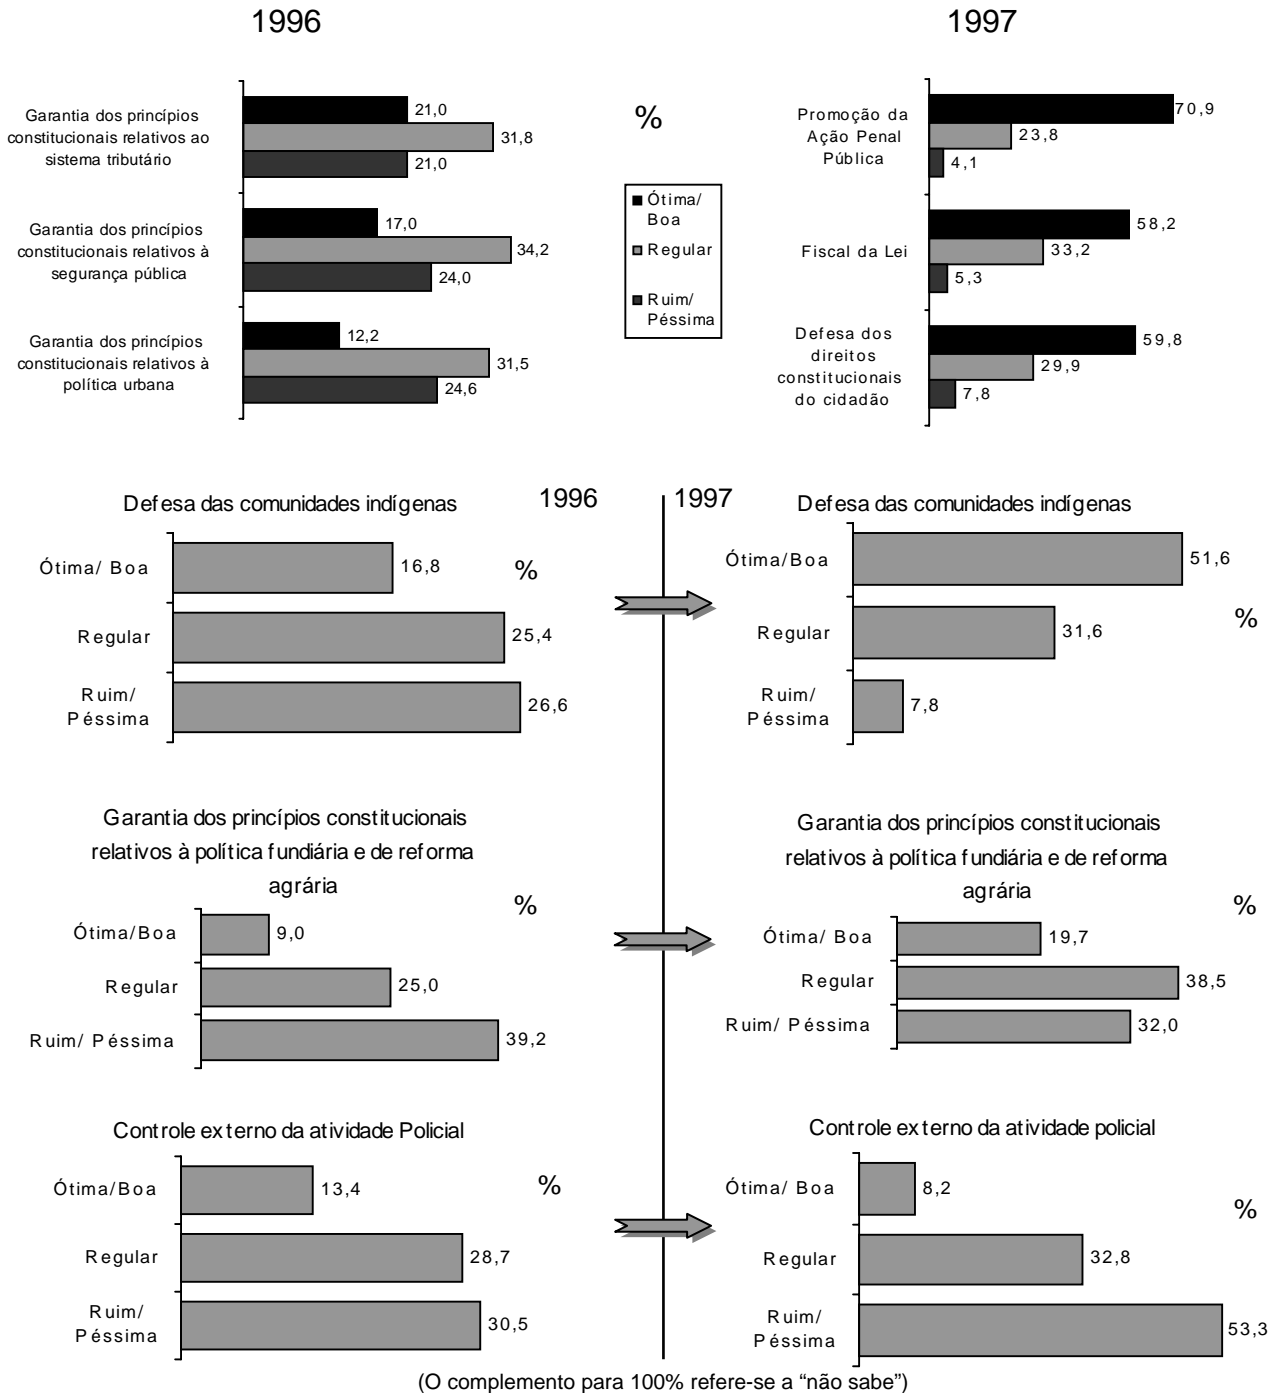 1996
1997
Garantia dos princípios
constitucionais relativos ao
sistema tributário
21,0
31,8
21,0
Garantia dos princípios
constitucionais relativos à
segurança pública
17,0
34,2
24,0
Garantia dos princípios
constitucionais relativos à
política urbana
12,2
31,5
24,6
%
Ótima/
Boa
Regular
Ruim/
Péssima
Promoção da
Ação Penal
Pública
70,9
23,8
4,1
Fiscal da Lei
58,2
33,2
5,3
Defesa dos
direitos
constitucionais
do cidadão
59,8
29,9
7,8
1996
1997
Defesa das comunidades indígenas
Ótima/ Boa
16,8
%
Regular
25,4
Ruim/
Péssima
26,6
Defesa das comunidades indígenas
Ótima/Boa
51,6
Regular
31,6
%
Ruim/
Péssima
7,8
Garantia dos princípios constitucionais
relativos à política fundiária e de reforma
agrária
%
Ótima/Boa
9,0
Regular
25,0
Ruim/ Péssima
39,2
Garantia dos princípios constitucionais
relativos à política fundiária e de reforma
agrária
%
Ótima/ Boa
19,7
Regular
38,5
Ruim/ Péssima
32,0
Controle externo da atividade Policial
Ótima/Boa
13,4
%
Regular
28,7
Ruim/
Péssima
30,5
Controle externo da atividade policial
Ótima/ Boa
8,2
%
Regular
32,8
Ruim/
Péssima
53,3
(O complemento para 100% refere-se a “não sabe”)